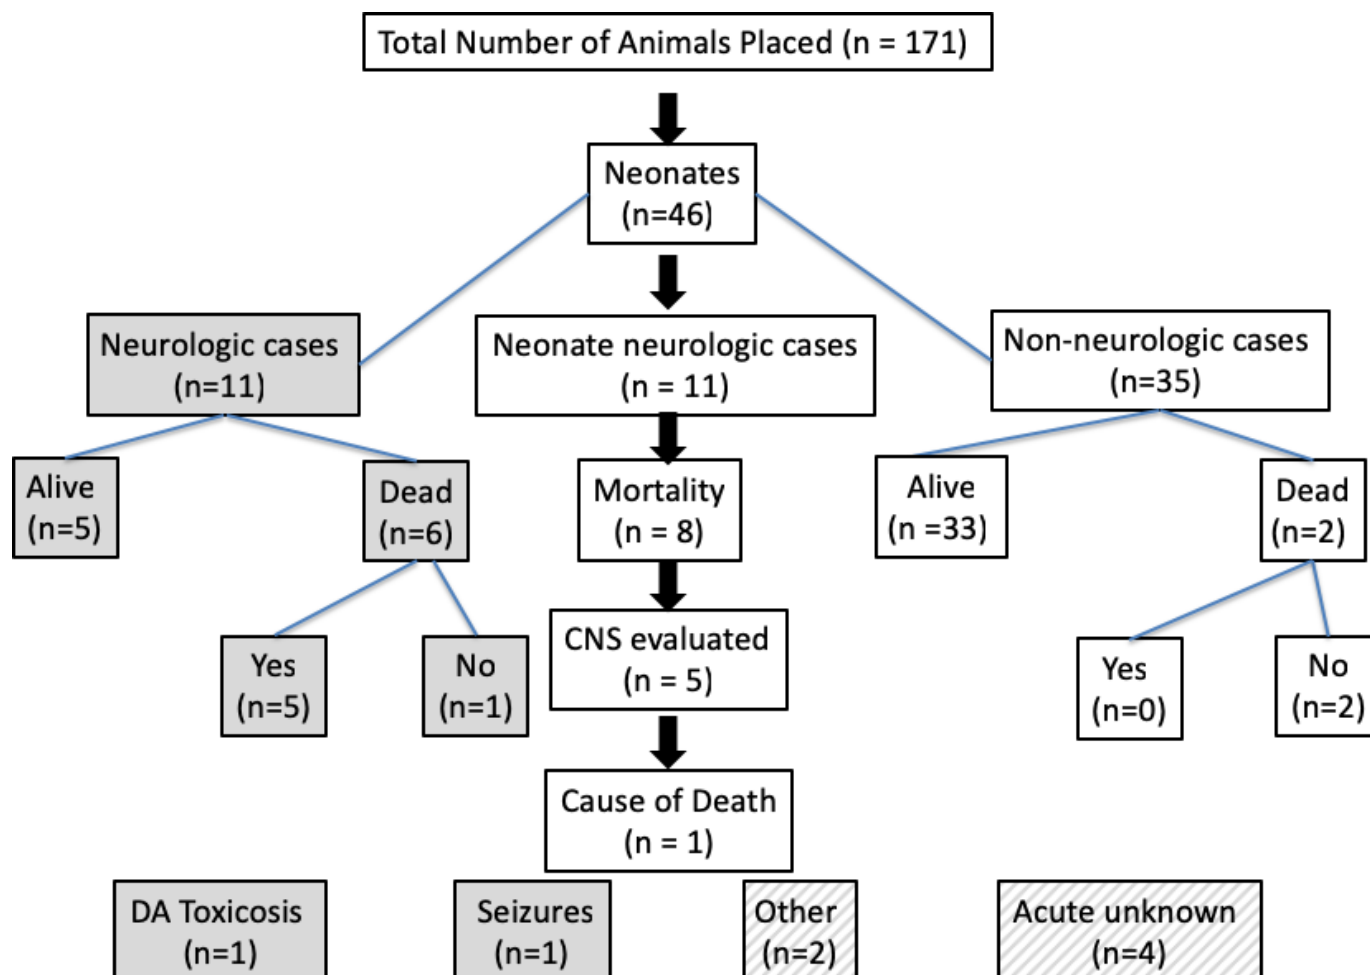 Total Number of Animals Placed (n = 171)
Neonates
(n=46)
Neurologic cases
(n=11)
Neonate neurologic cases
(n = 11)
Non-neurologic cases
(n=35)
Alive
(n=5)
Dead
(n=6)
Mortality
(n = 8)
Alive
(n =33)
Dead
(n=2)
Yes
(n=5)
No
(n=1)
CNS evaluated
(n = 5)
Yes
(n=0)
No
(n=2)
Cause of Death
(n = 1)
DA Toxicosis
(n=1)
Seizures
(n=1)
Other
(n=2)
Acute unknown
(n=4)